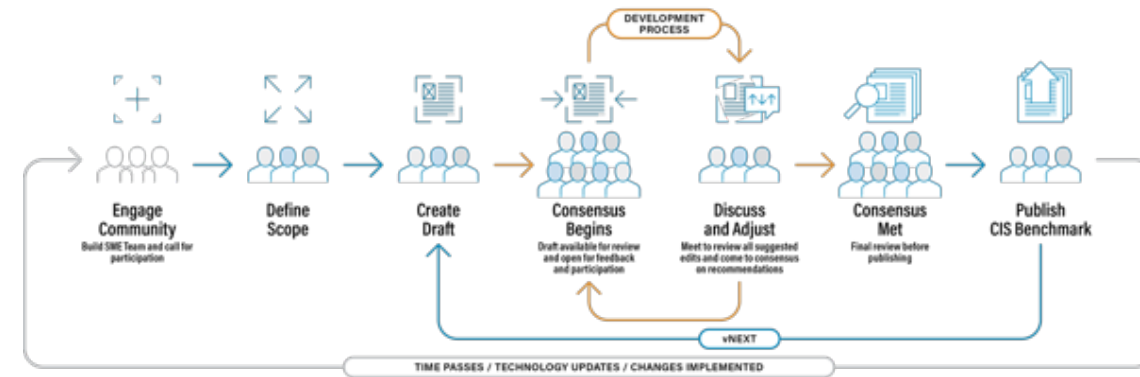 DEVELOPMENT
PROCESS
Engage
Community
Build SME Team and call for
participation
Define
Scope
Create
Draft
Consensus
Begins
Draft available for review
and open for feedback
and participation
Discuss
and Adjust
Meet to review all suggested
edits and come to consensus
on recommendations
Consensus
Met
Final review before
publishing
Publish
CIS Benchmark
vNEXT
TIME PASSES / TECHNOLOGY UPDATES / CHANGES IMPLEMENTED